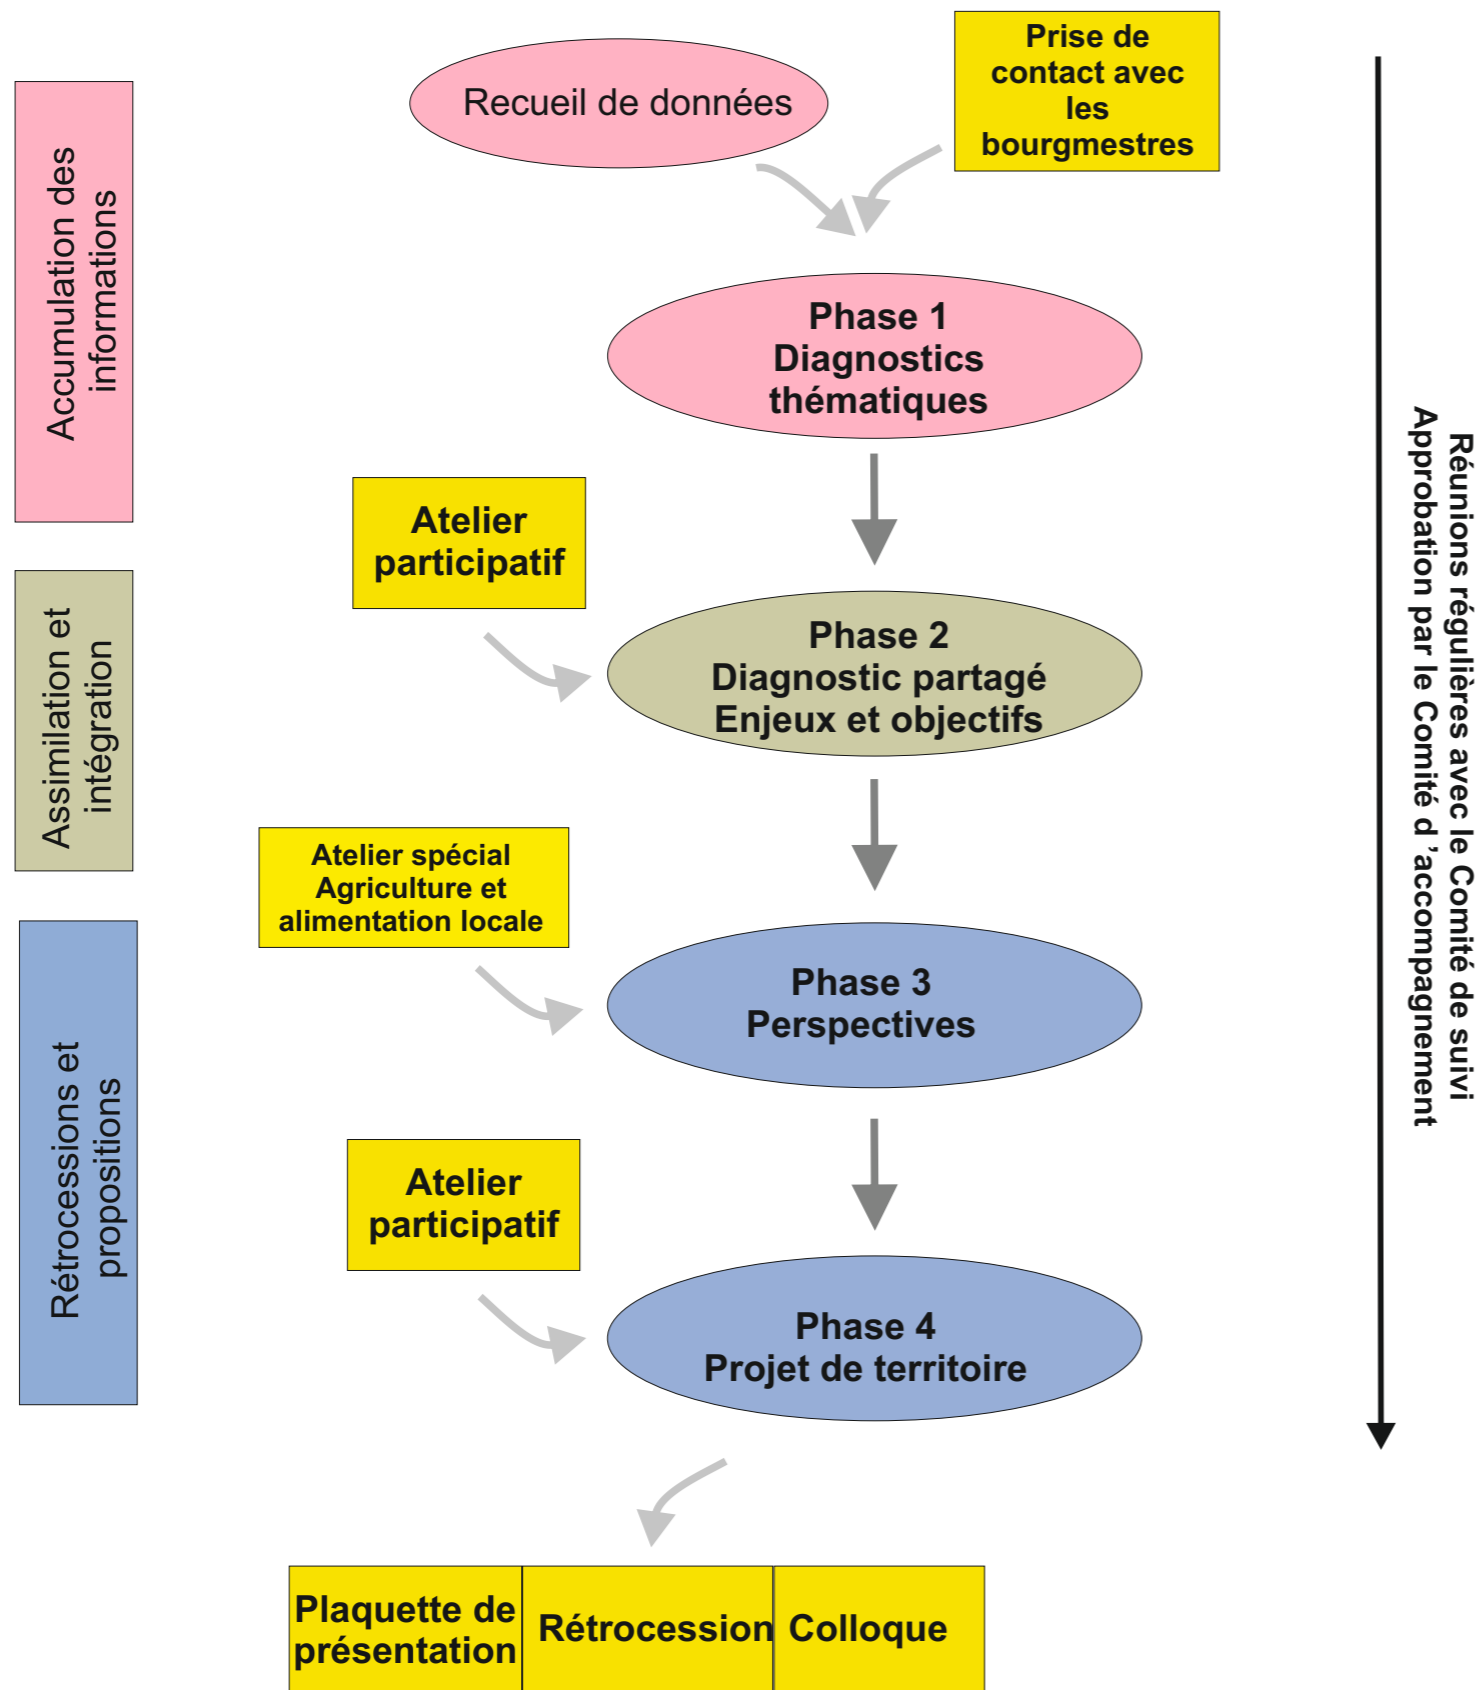 Recueil de données
Prise de
contact avec
les
bourgmestres
Accumulation des
informations
Phase 1
Diagnostics
thématiques
Atelier
participatif
Assimilation et
intégration
Phase 2
Diagnostic partagé
Enjeux et objectifs
Réunions régulières avec le Comité de suivi
Approbation par le Comité d ’accompagnement
Atelier spécial
Agriculture et
alimentation locale
Rétrocessions et
propositions
Phase 3
Perspectives
Atelier
participatif
Phase 4
Projet de territoire
Plaquette de
présentation
Rétrocession
Colloque